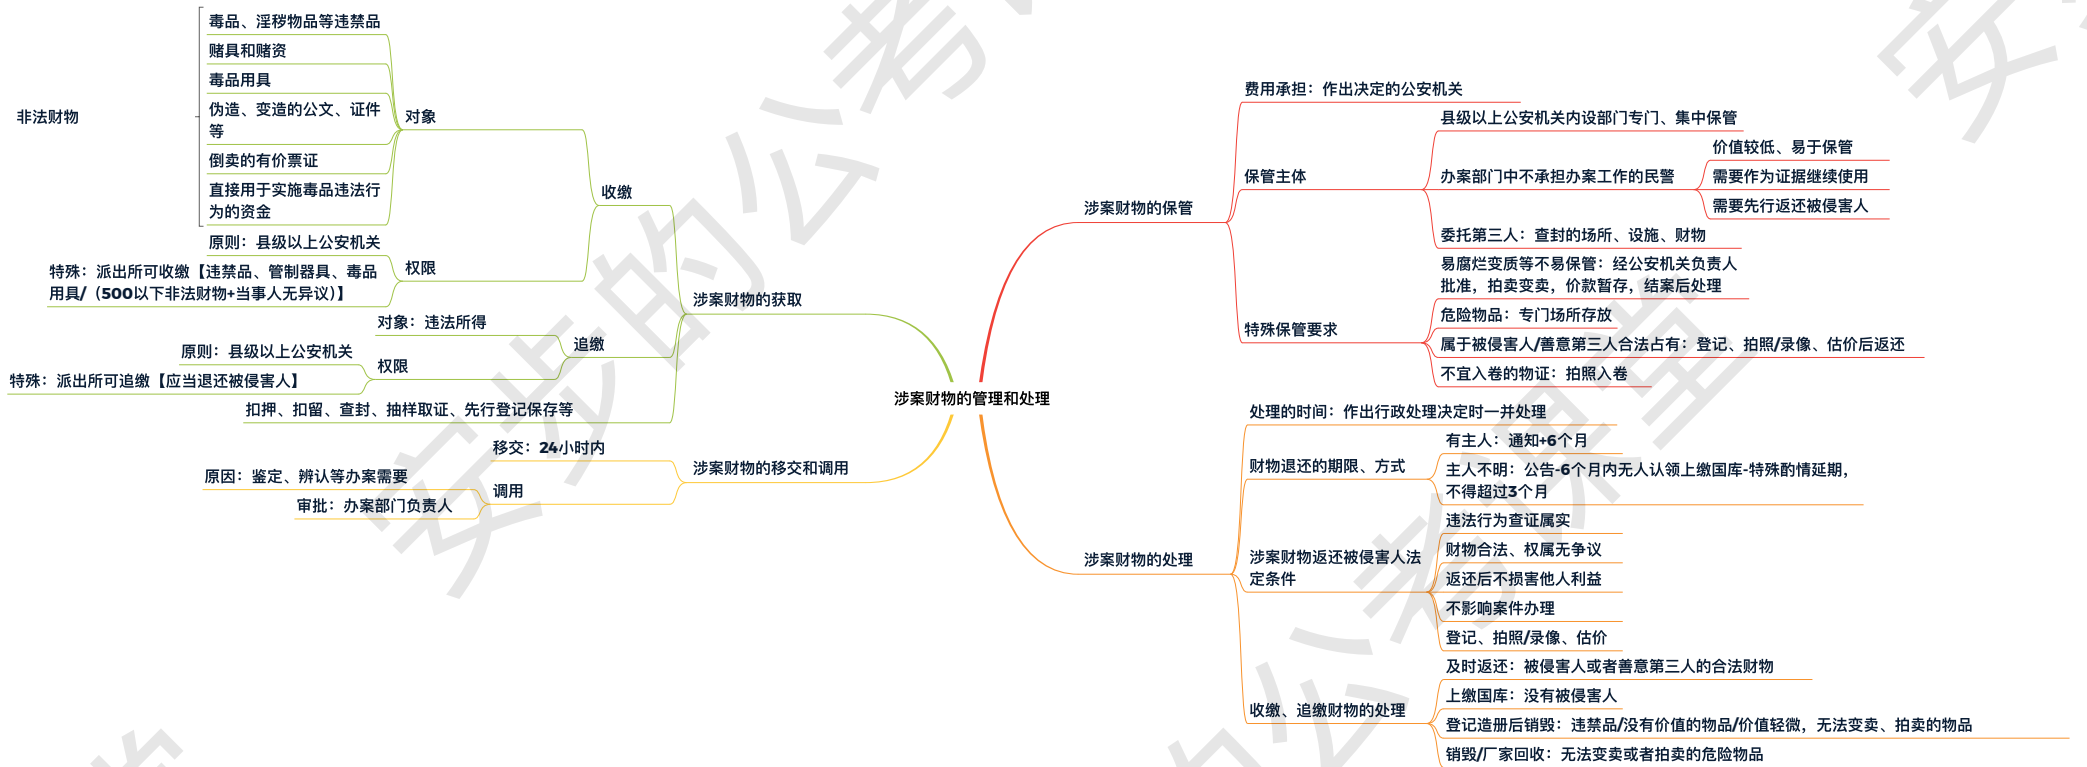 涉案财物的管理和处理
涉案财物的获取
收缴
对象
非法财物
毒品、淫秽物品等违禁品
赌具和赌资
毒品用具
伪造、变造的公文、证件
等
倒卖的有价票证
直接用于实施毒品违法行
为的资金
权限
原则：县级以上公安机关
特殊：派出所可收缴【违禁品、管制器具、毒品
用具/（500以下非法财物+当事人无异议）】
追缴
对象：违法所得
权限
原则：县级以上公安机关
特殊：派出所可追缴【应当退还被侵害人】
扣押、扣留、查封、抽样取证、先行登记保存等
涉案财物的移交和调用
移交：24小时内
调用
原因：鉴定、辨认等办案需要
审批：办案部门负责人
涉案财物的保管
费用承担：作出决定的公安机关
保管主体
县级以上公安机关内设部门专门、集中保管
办案部门中不承担办案工作的民警
价值较低、易于保管
需要作为证据继续使用
需要先行返还被侵害人
委托第三人：查封的场所、设施、财物
特殊保管要求
易腐烂变质等不易保管：经公安机关负责人
批准，拍卖变卖，价款暂存，结案后处理
危险物品：专门场所存放
属于被侵害人/善意第三人合法占有：登记、拍照/录像、估价后返还
不宜入卷的物证：拍照入卷
涉案财物的处理
处理的时间：作出行政处理决定时一并处理
财物退还的期限、方式
有主人：通知+6个月
主人不明：公告-6个月内无人认领上缴国库-特殊酌情延期，
不得超过3个月
涉案财物返还被侵害人法
定条件
违法行为查证属实
财物合法、权属无争议
返还后不损害他人利益
不影响案件办理
登记、拍照/录像、估价
收缴、追缴财物的处理
及时返还：被侵害人或者善意第三人的合法财物
上缴国库：没有被侵害人
登记造册后销毁：违禁品/没有价值的物品/价值轻微，无法变卖、拍卖的物品
销毁/厂家回收：无法变卖或者拍卖的危险物品
安步的公考课堂